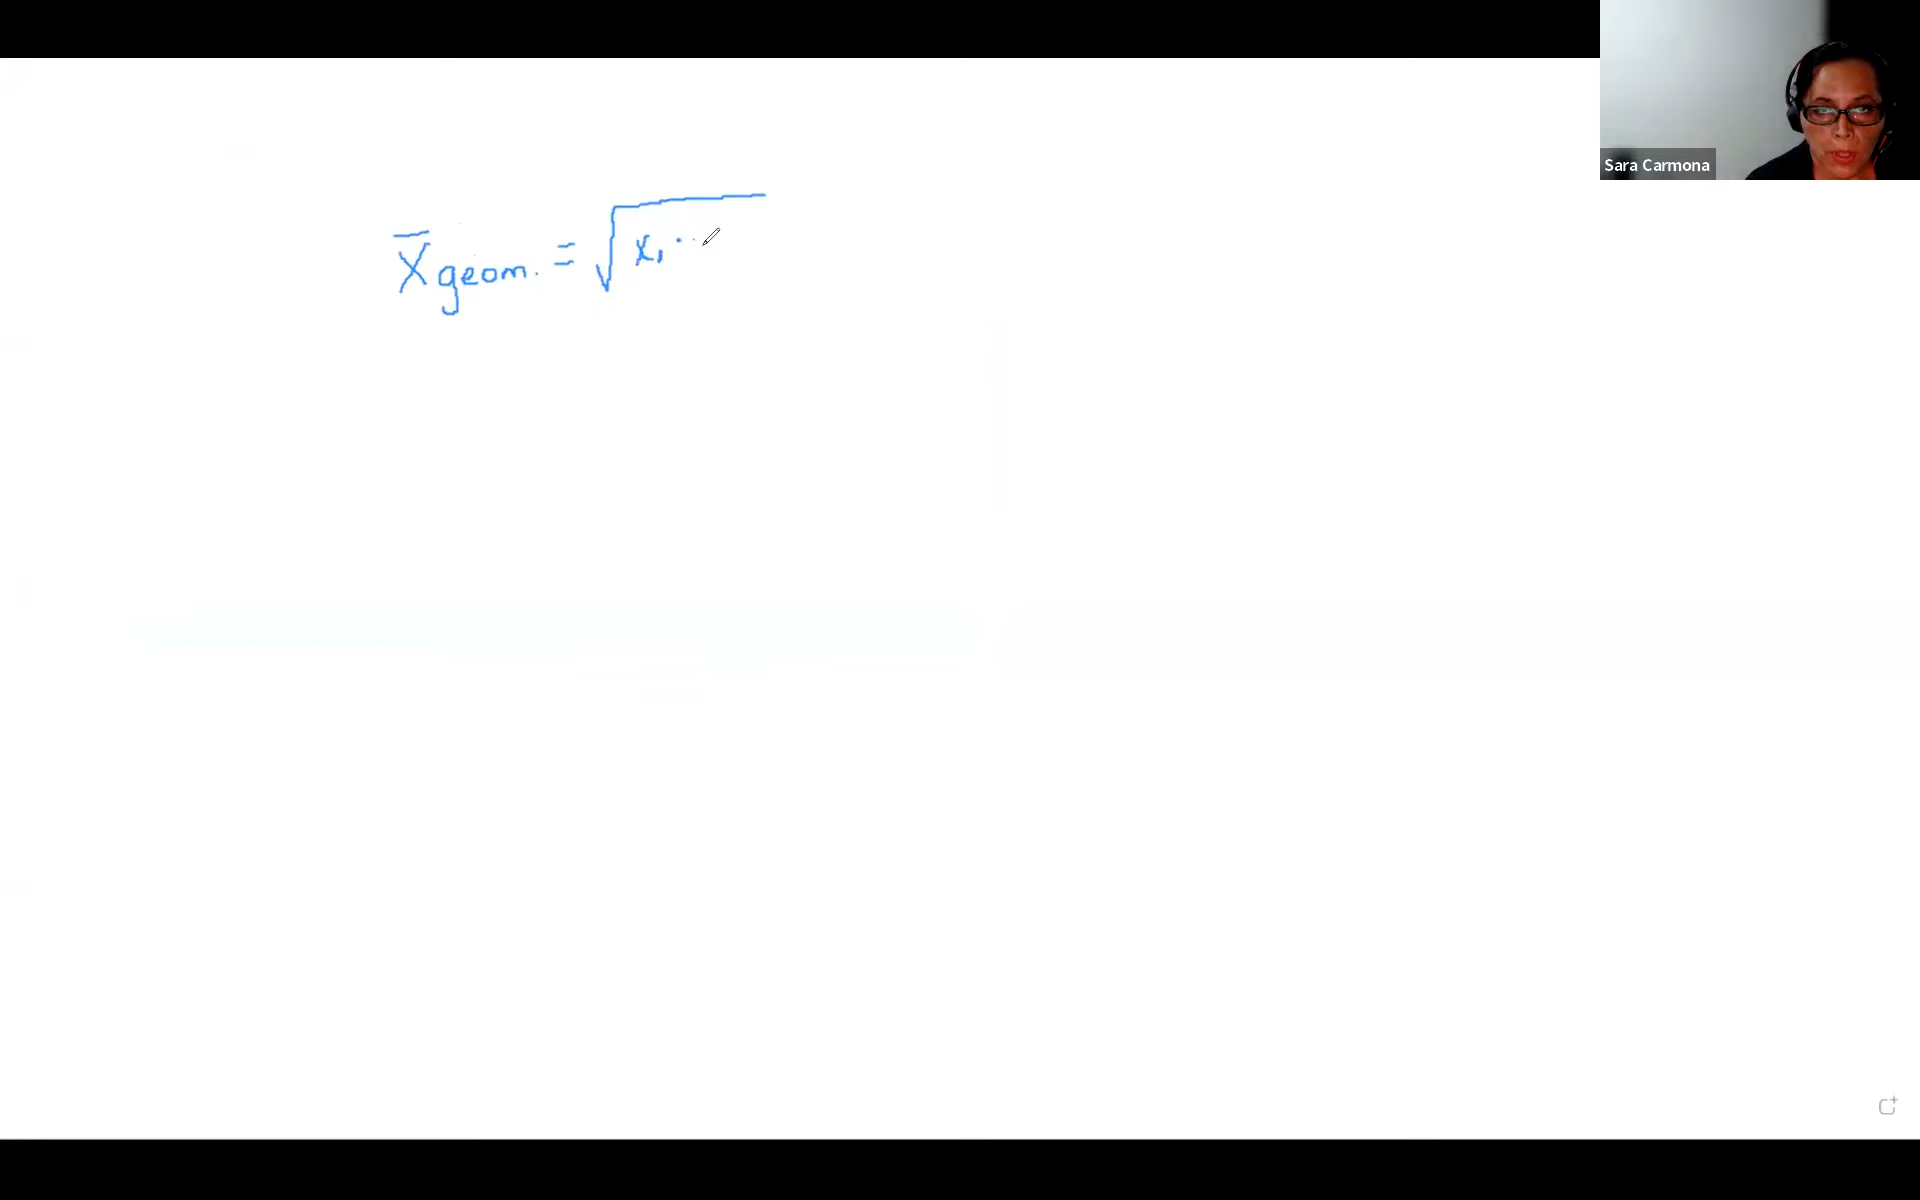 Sara Carmona
X̅geom. = √x₁ ··